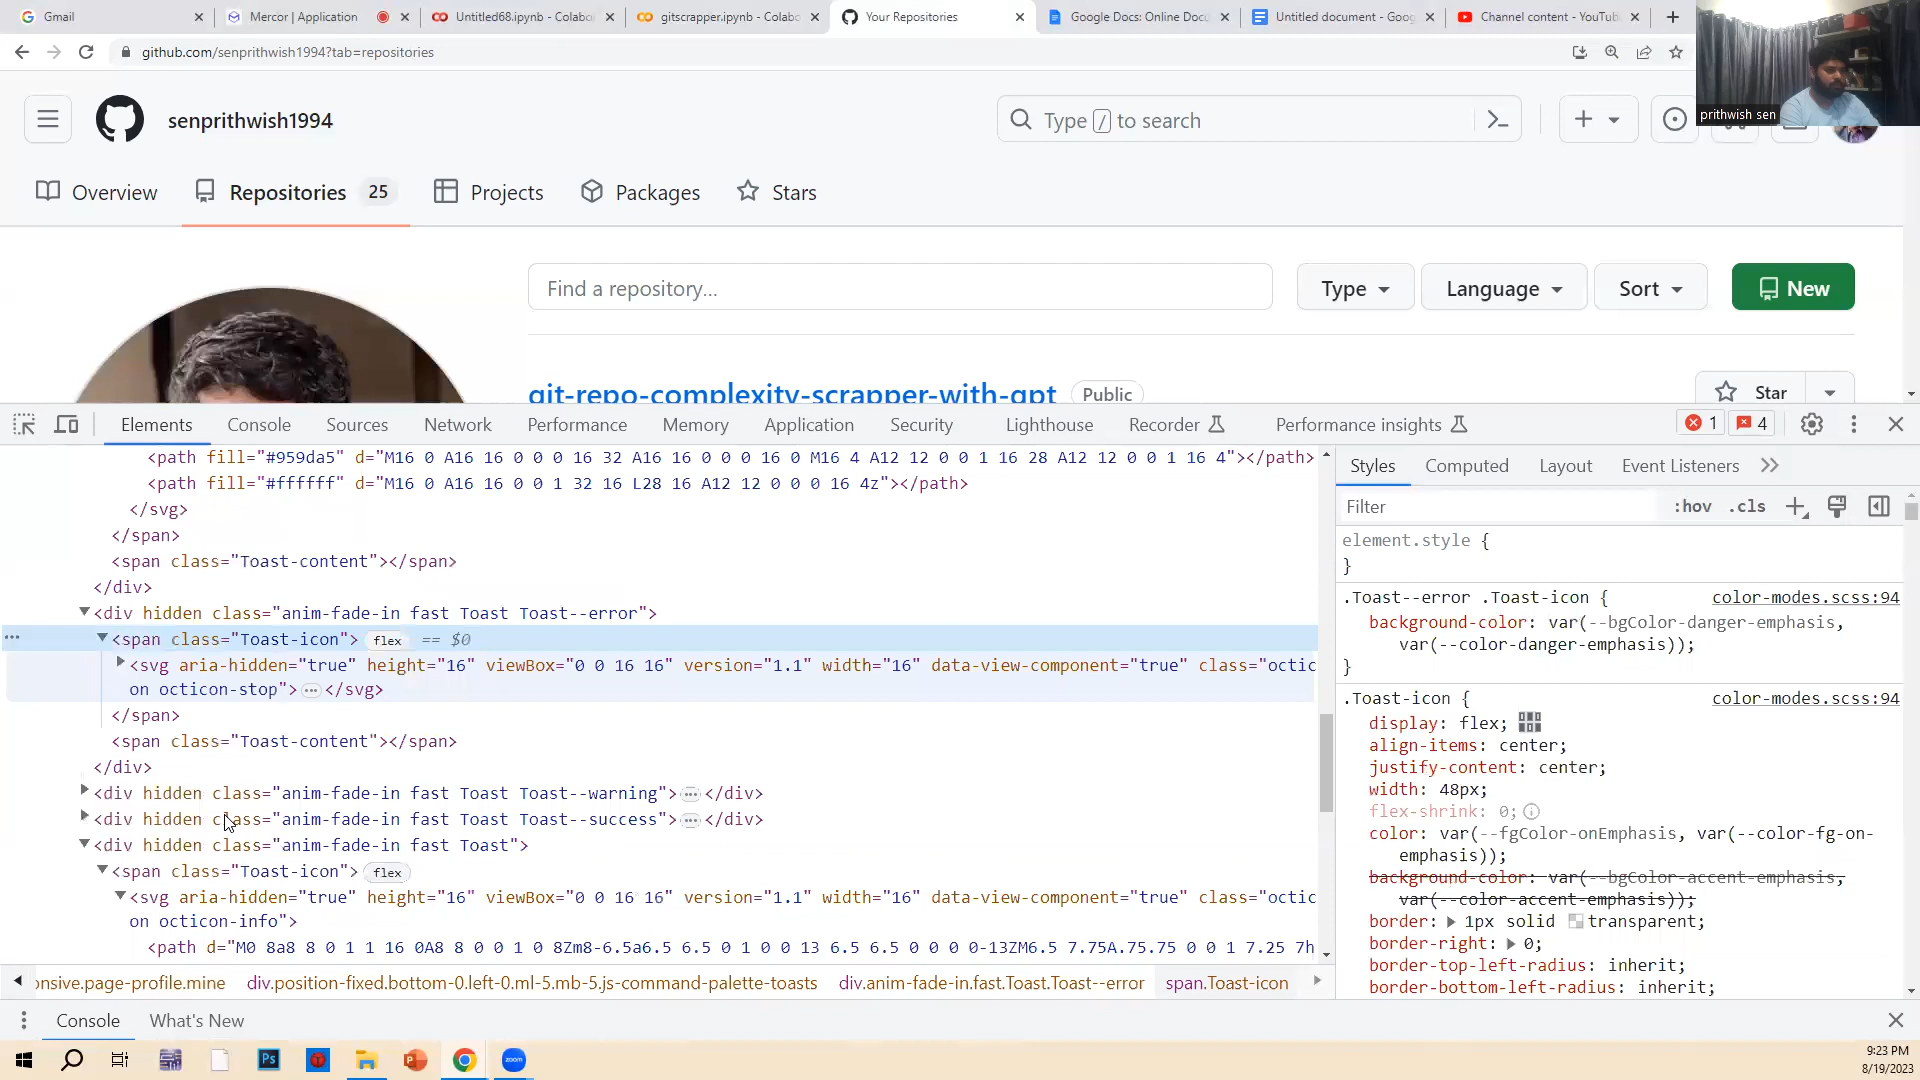 Gmail
Mercor | Application
Untitled68.ipynb - Colabo
gitscrapper.ipynb - Colabo
Your Repositories
Google Docs: Online Docu
Untitled document - Goog
Channel content - YouTub
github.com/senprithwish1994?tab=repositories
prithwish sen
senprithwish1994
Type / to search
Overview
Repositories 25
Projects
Packages
Stars
Find a repository...
Type
Language
Sort
New
git-repo-complexity-scrapper-with-gpt
Public
Star
Elements Console Sources Network Performance Memory Application Security Lighthouse Recorder Performance insights
1 4
<path fill="#959da5" d="M16 0 A16 16 0 0 0 16 32 A16 16 0 0 0 16 0 M16 4 A12 12 0 0 1 16 28 A12 12 0 0 1 16 4"></path>
<path fill="#ffffff" d="M16 0 A16 16 0 0 1 32 16 L28 16 A12 12 0 0 0 16 4z"></path>
</svg>
</span>
<span class="Toast-content"></span>
</div>
<div hidden class="anim-fade-in fast Toast Toast--error">
<span class="Toast-icon"> flex == $0
<svg aria-hidden="true" height="16" viewBox="0 0 16 16" version="1.1" width="16" data-view-component="true" class="octic
on octicon-stop"> … </svg>
</span>
<span class="Toast-content"></span>
</div>
<div hidden class="anim-fade-in fast Toast Toast--warning"> … </div>
<div hidden class="anim-fade-in fast Toast Toast--success"> … </div>
<div hidden class="anim-fade-in fast Toast">
<span class="Toast-icon"> flex
<svg aria-hidden="true" height="16" viewBox="0 0 16 16" version="1.1" width="16" data-view-component="true" class="octic
on octicon-info">
<path d="M0 8a8 8 0 1 1 16 0A8 8 0 0 1 0 8Zm8-6.5a6.5 6.5 0 1 0 0 13 6.5 6.5 0 0 0 0-13ZM6.5 7.75A.75.75 0 0 1 7.25 7h
onsive.page-profile.mine div.position-fixed.bottom-0.left-0.ml-5.mb-5.js-command-palette-toasts div.anim-fade-in.fast.Toast.Toast--error span.Toast-icon
Styles Computed Layout Event Listeners
Filter
:hov .cls
element.style {
}
.Toast--error .Toast-icon { color-modes.scss:94
background-color: var(--bgColor-danger-emphasis,
var(--color-danger-emphasis));
}
.Toast-icon { color-modes.scss:94
display: flex;
align-items: center;
justify-content: center;
width: 48px;
flex-shrink: 0;
color: var(--fgColor-onEmphasis, var(--color-fg-on-
emphasis));
background-color: var(--bgColor-accent-emphasis,
var(--color-accent-emphasis));
border: 1px solid transparent;
border-right: 0;
border-top-left-radius: inherit;
border-bottom-left-radius: inherit;
Console What's New
Ps
zoom
9:23 PM
8/19/2023